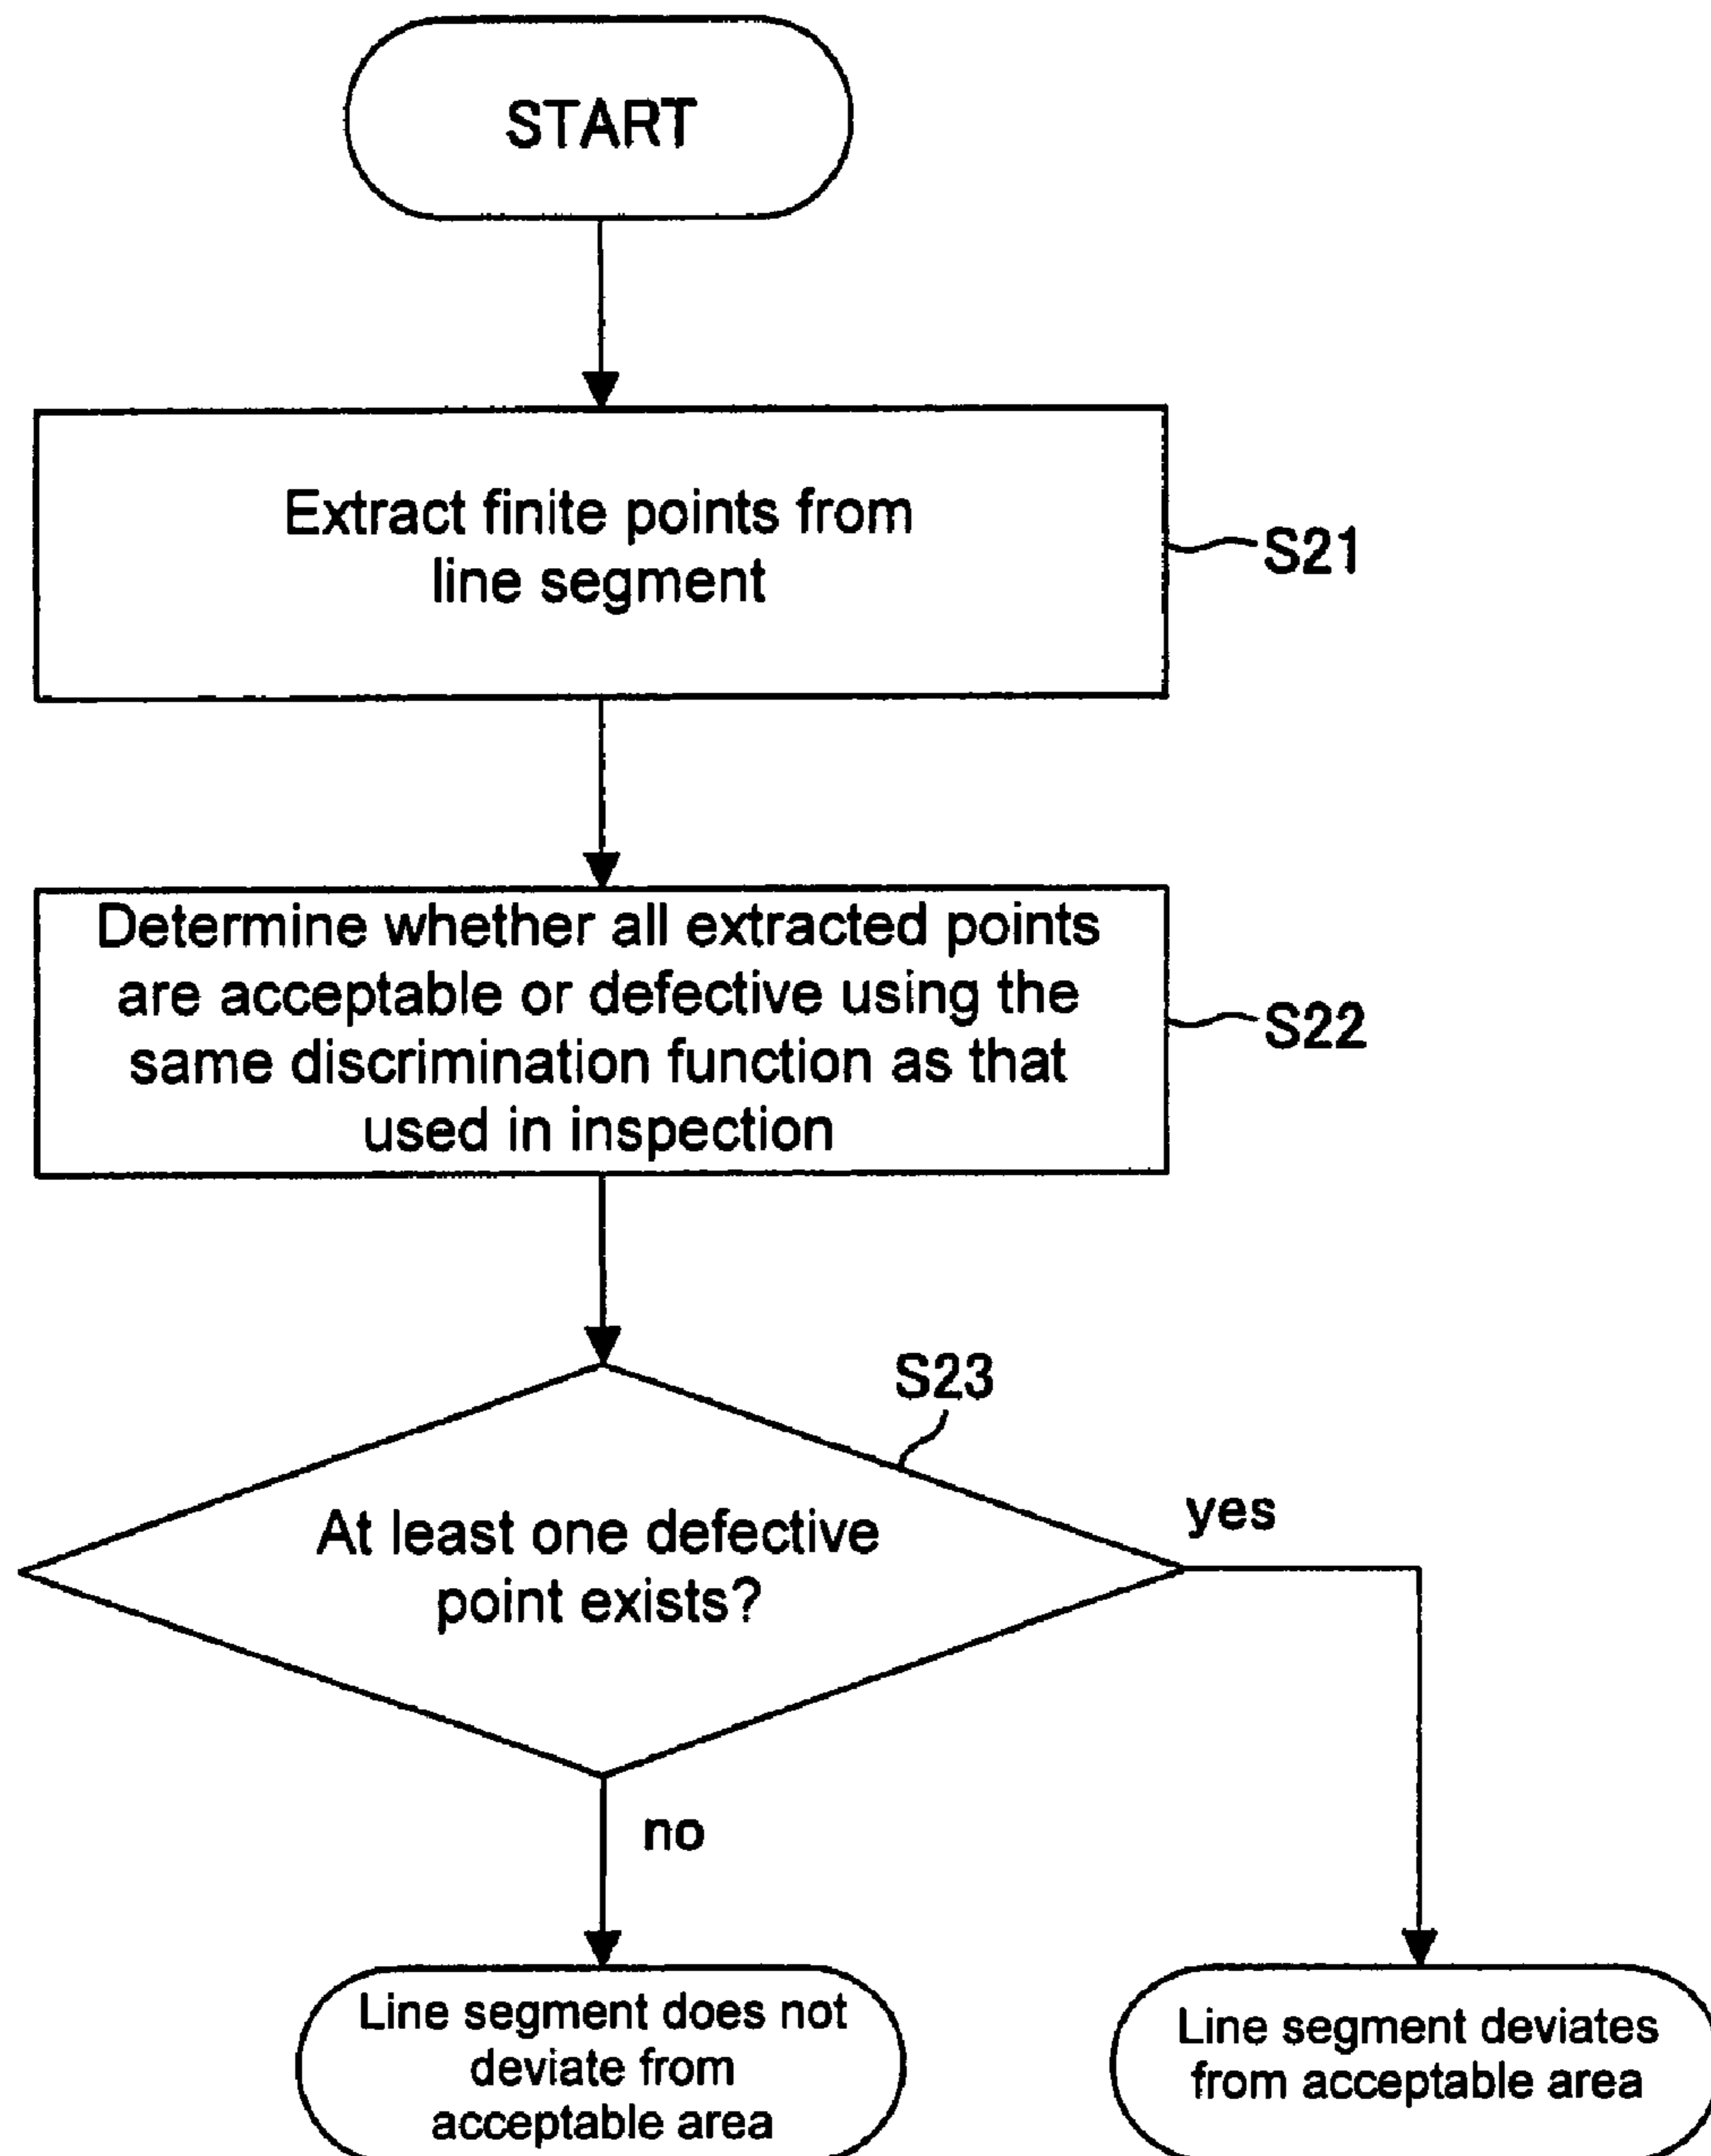 START
Extract finite points from
line segment
S21
Determine whether all extracted points
are acceptable or defective using the
same discrimination function as that
used in inspection
S22
S23
At least one defective
point exists?
yes
no
Line segment does not
deviate from
acceptable area
Line segment deviates
from acceptable area